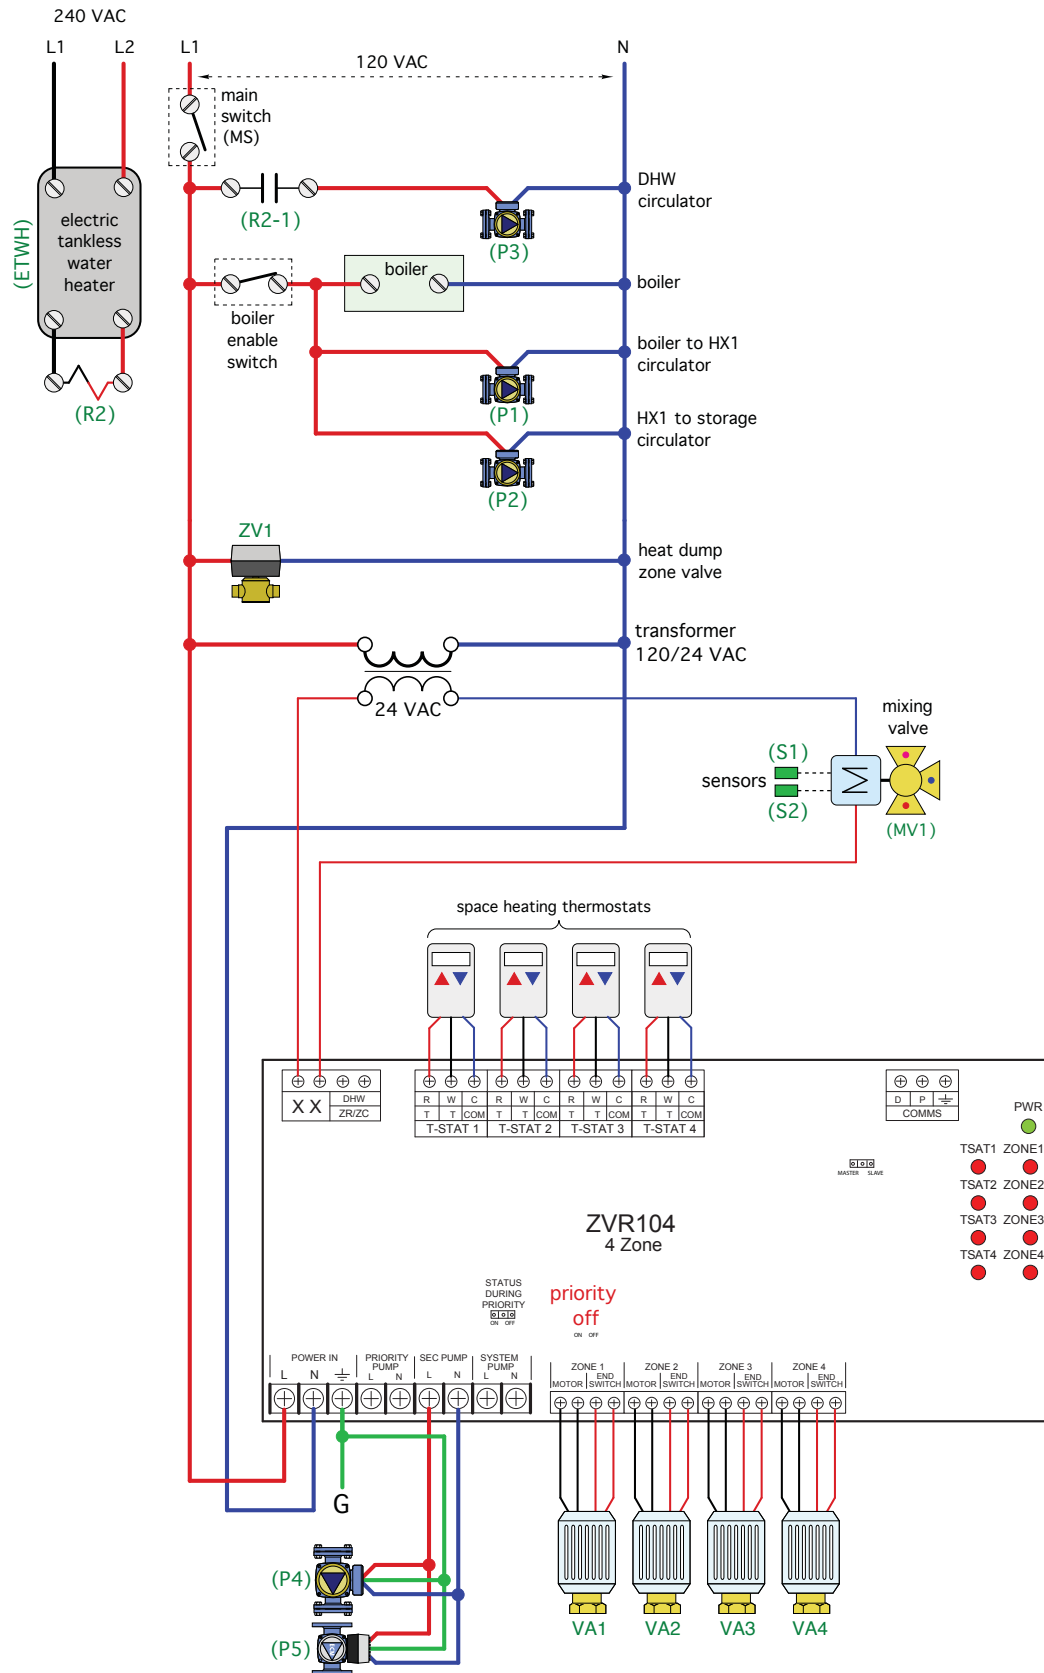 240 VAC
L1
L2
L1
N
120 VAC
main
switch
(MS)
DHW
circulator
(R2-1)
(P3)
(ETWH)
electric
tankless
water
heater
boiler
boiler
boiler
enable
switch
boiler to HX1
circulator
(P1)
(R2)
HX1 to storage
circulator
(P2)
ZV1
heat dump
zone valve
transformer
120/24 VAC
24 VAC
mixing
valve
(S1)
sensors
M
(S2)
(MV1)
space heating thermostats
X X
DHW
ZR/ZC
R W C
T T COM
T-STAT 1
R W C
T T COM
T-STAT 2
R W C
T T COM
T-STAT 3
R W C
T T COM
T-STAT 4
D P
COMMS
PWR
TSAT1 ZONE1
MASTER SLAVE
TSAT2 ZONE2
TSAT3 ZONE3
TSAT4 ZONE4
ZVR104
4 Zone
STATUS
DURING
PRIORITY
ON OFF
priority
off
ON OFF
POWER IN
L N
PRIORITY
PUMP
L N
SEC PUMP
L N
SYSTEM
PUMP
L N
ZONE 1
MOTOR
END
SWITCH
ZONE 2
MOTOR
END
SWITCH
ZONE 3
MOTOR
END
SWITCH
ZONE 4
MOTOR
END
SWITCH
G
(P4)
(P5)
VA1
VA2
VA3
VA4